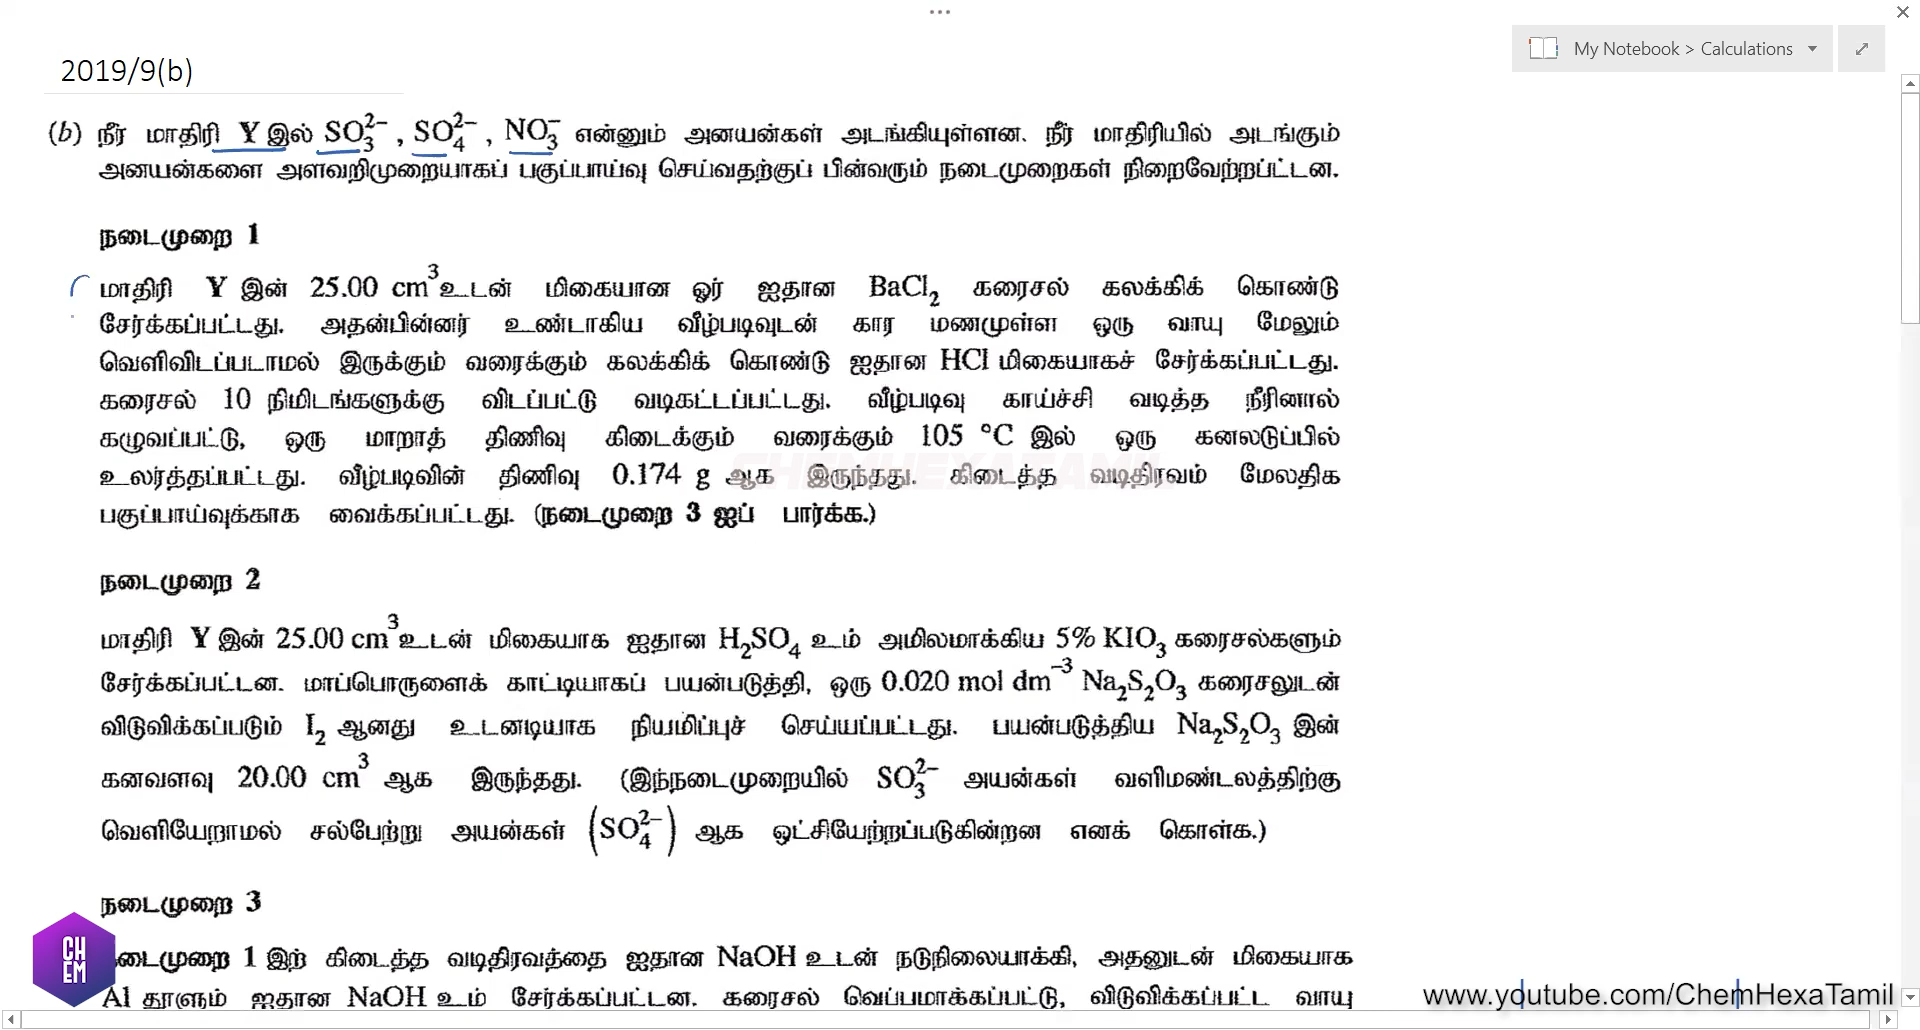 ...
My Notebook > Calculations
2019/9(b)
(b) நீர் மாதிரி Y இல் SO₃²⁻, SO₄²⁻, NO₃⁻ என்னும் அனயன்கள் அடங்கியுள்ளன. நீர் மாதிரியில் அடங்கும்
அனயன்களை அளவறிமுறையாகப் பகுப்பாய்வு செய்வதற்குப் பின்வரும் நடைமுறைகள் நிறைவேற்றப்பட்டன.
நடைமுறை 1
மாதிரி Y இன் 25.00 cm³ உடன் மிகையான ஓர் ஐதான BaCl₂ கரைசல் கலக்கிக் கொண்டு
சேர்க்கப்பட்டது. அதன்பின்னர் உண்டாகிய வீழ்படிவுடன் கார மணமுள்ள ஒரு வாயு மேலும்
வெளிவிடப்படாமல் இருக்கும் வரைக்கும் கலக்கிக் கொண்டு ஐதான HCl மிகையாகச் சேர்க்கப்பட்டது.
கரைசல் 10 நிமிடங்களுக்கு விடப்பட்டு வடிகட்டப்பட்டது. வீழ்படிவு காய்ச்சி வடித்த நீரினால்
கழுவப்பட்டு, ஒரு மாறாத் திணிவு கிடைக்கும் வரைக்கும் 105 °C இல் ஒரு கனலடுப்பில்
உலர்த்தப்பட்டது. வீழ்படிவின் திணிவு 0.174 g ஆக இருந்தது. கிடைத்த வடிதிரவம் மேலதிக
CHEMHEXATAMIL
பகுப்பாய்வுக்காக வைக்கப்பட்டது. (நடைமுறை 3 ஐப் பார்க்க.)
நடைமுறை 2
மாதிரி Y இன் 25.00 cm³ உடன் மிகையாக ஐதான H₂SO₄ உம் அமிலமாக்கிய 5% KIO₃ கரைசல்களும்
சேர்க்கப்பட்டன. மாப்பொருளைக் காட்டியாகப் பயன்படுத்தி, ஒரு 0.020 mol dm⁻³ Na₂S₂O₃ கரைசலுடன்
விடுவிக்கப்படும் I₂ ஆனது உடனடியாக நியமிப்புச் செய்யப்பட்டது. பயன்படுத்திய Na₂S₂O₃ இன்
கனவளவு 20.00 cm³ ஆக இருந்தது. (இந்நடைமுறையில் SO₃²⁻ அயன்கள் வளிமண்டலத்திற்கு
வெளியேறாமல் சல்பேற்று அயன்கள் (SO₄²⁻) ஆக ஒட்சியேற்றப்படுகின்றன எனக் கொள்க.)
நடைமுறை 3
டைமுறை 1 இற் கிடைத்த வடிதிரவத்தை ஐதான NaOH உடன் நடுநிலையாக்கி, அதனுடன் மிகையாக
Al தூளும் ஐதான NaOH உம் சேர்க்கப்பட்டன. கரைசல் வெப்பமாக்கப்பட்டு, விடுவிக்கப்பட்ட வாயு
CH
EM
www.youtube.com/ChemHexaTamil